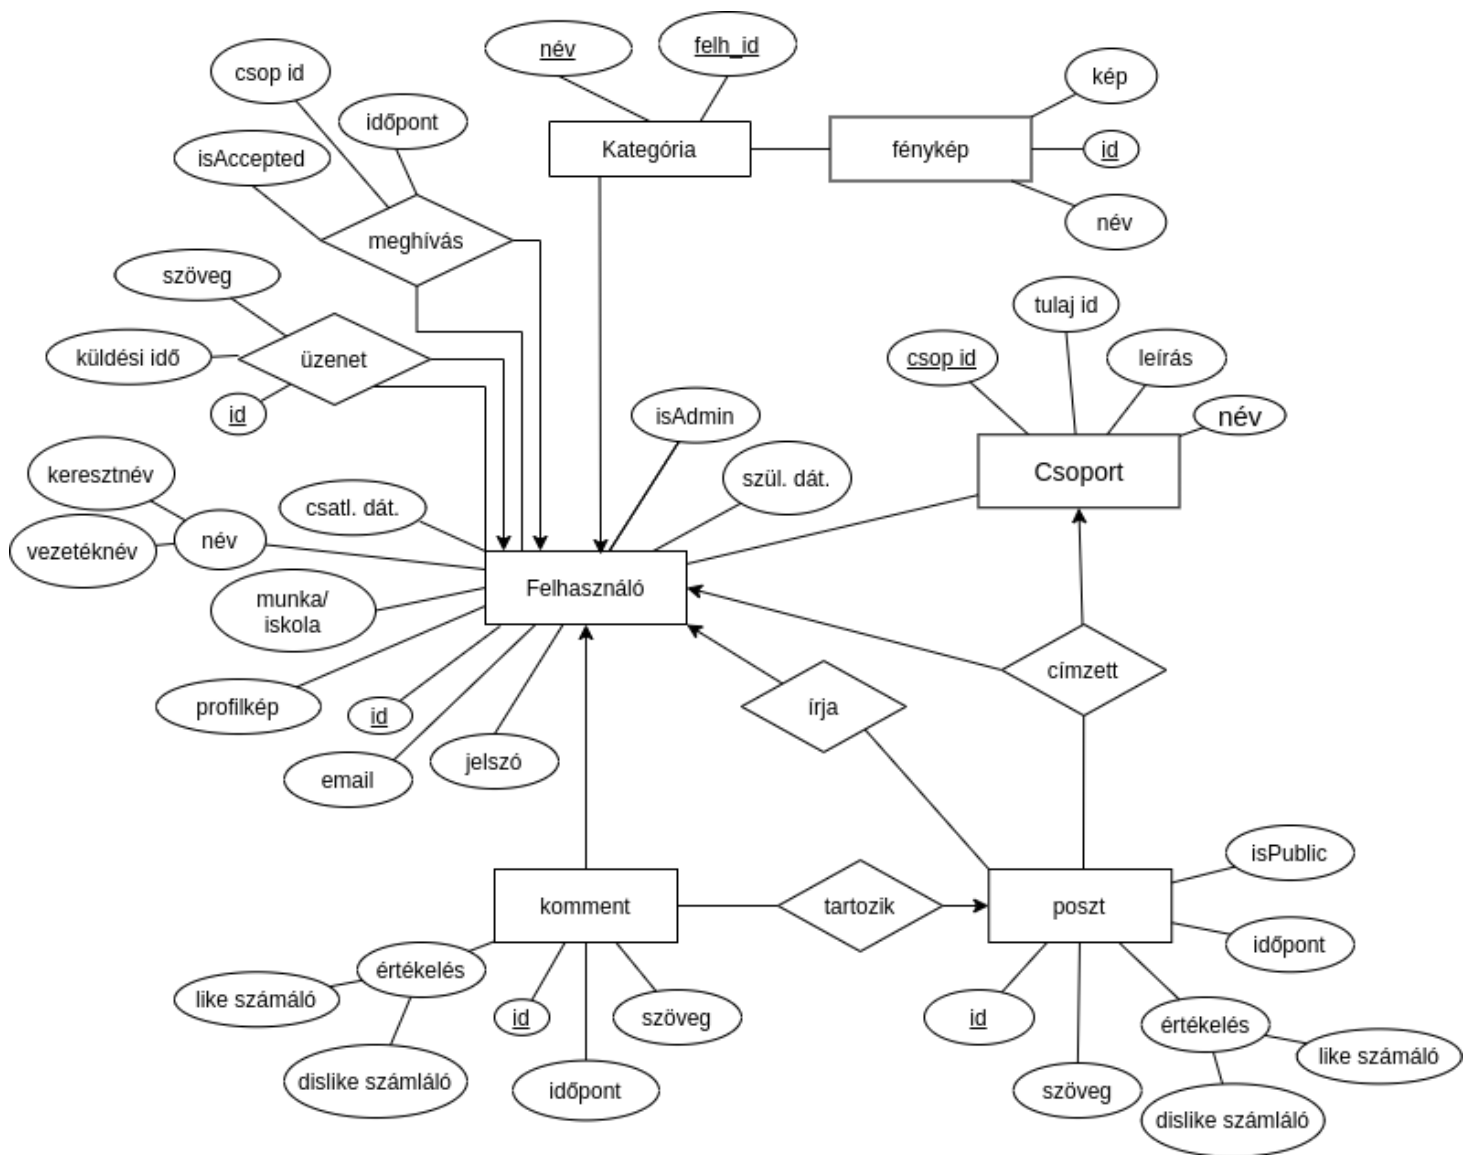 név
felh_id
csop id
kép
időpont
isAccepted
Kategória
fénykép
id
név
meghívás
szöveg
tulaj id
küldési idő
üzenet
csop id
leírás
id
isAdmin
név
keresztnév
Csoport
szül. dát.
csatl. dát.
vezetéknév
név
Felhasználó
munka/
iskola
címzett
profilkép
id
írja
email
jelszó
isPublic
komment
tartozik
poszt
időpont
értékelés
like számáló
id
szöveg
id
értékelés
like számáló
dislike számláló
időpont
szöveg
dislike számláló